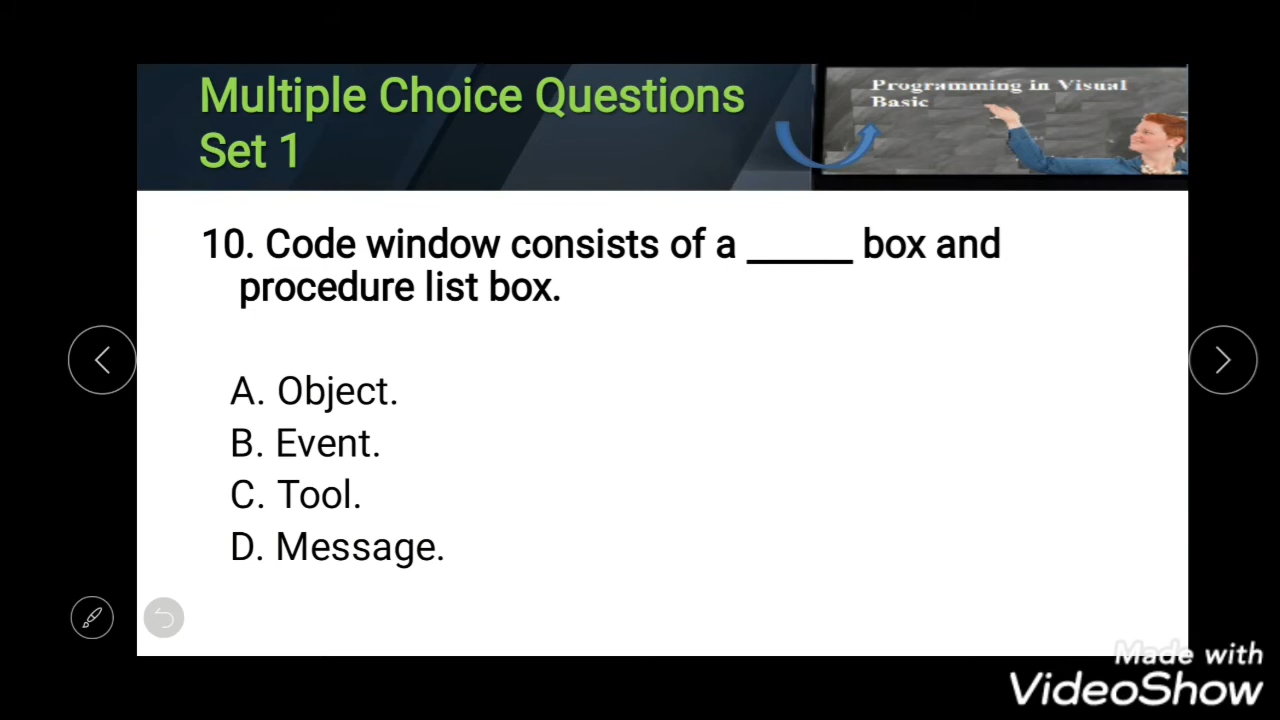 Multiple Choice Questions
Set 1
Programming in Visual
Basic
10. Code window consists of a ______ box and
procedure list box.
A. Object.
B. Event.
C. Tool.
D. Message.
Made with
VideoShow